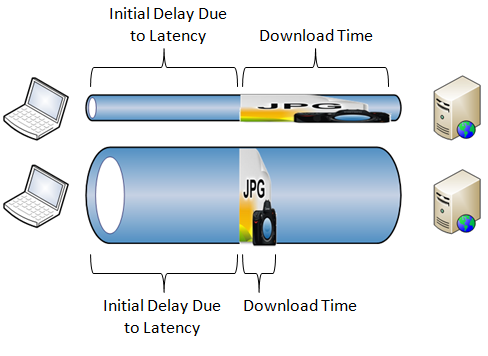 Initial Delay Due
to Latency
Download Time
JPG
JPG
Initial Delay Due
to Latency
Download Time